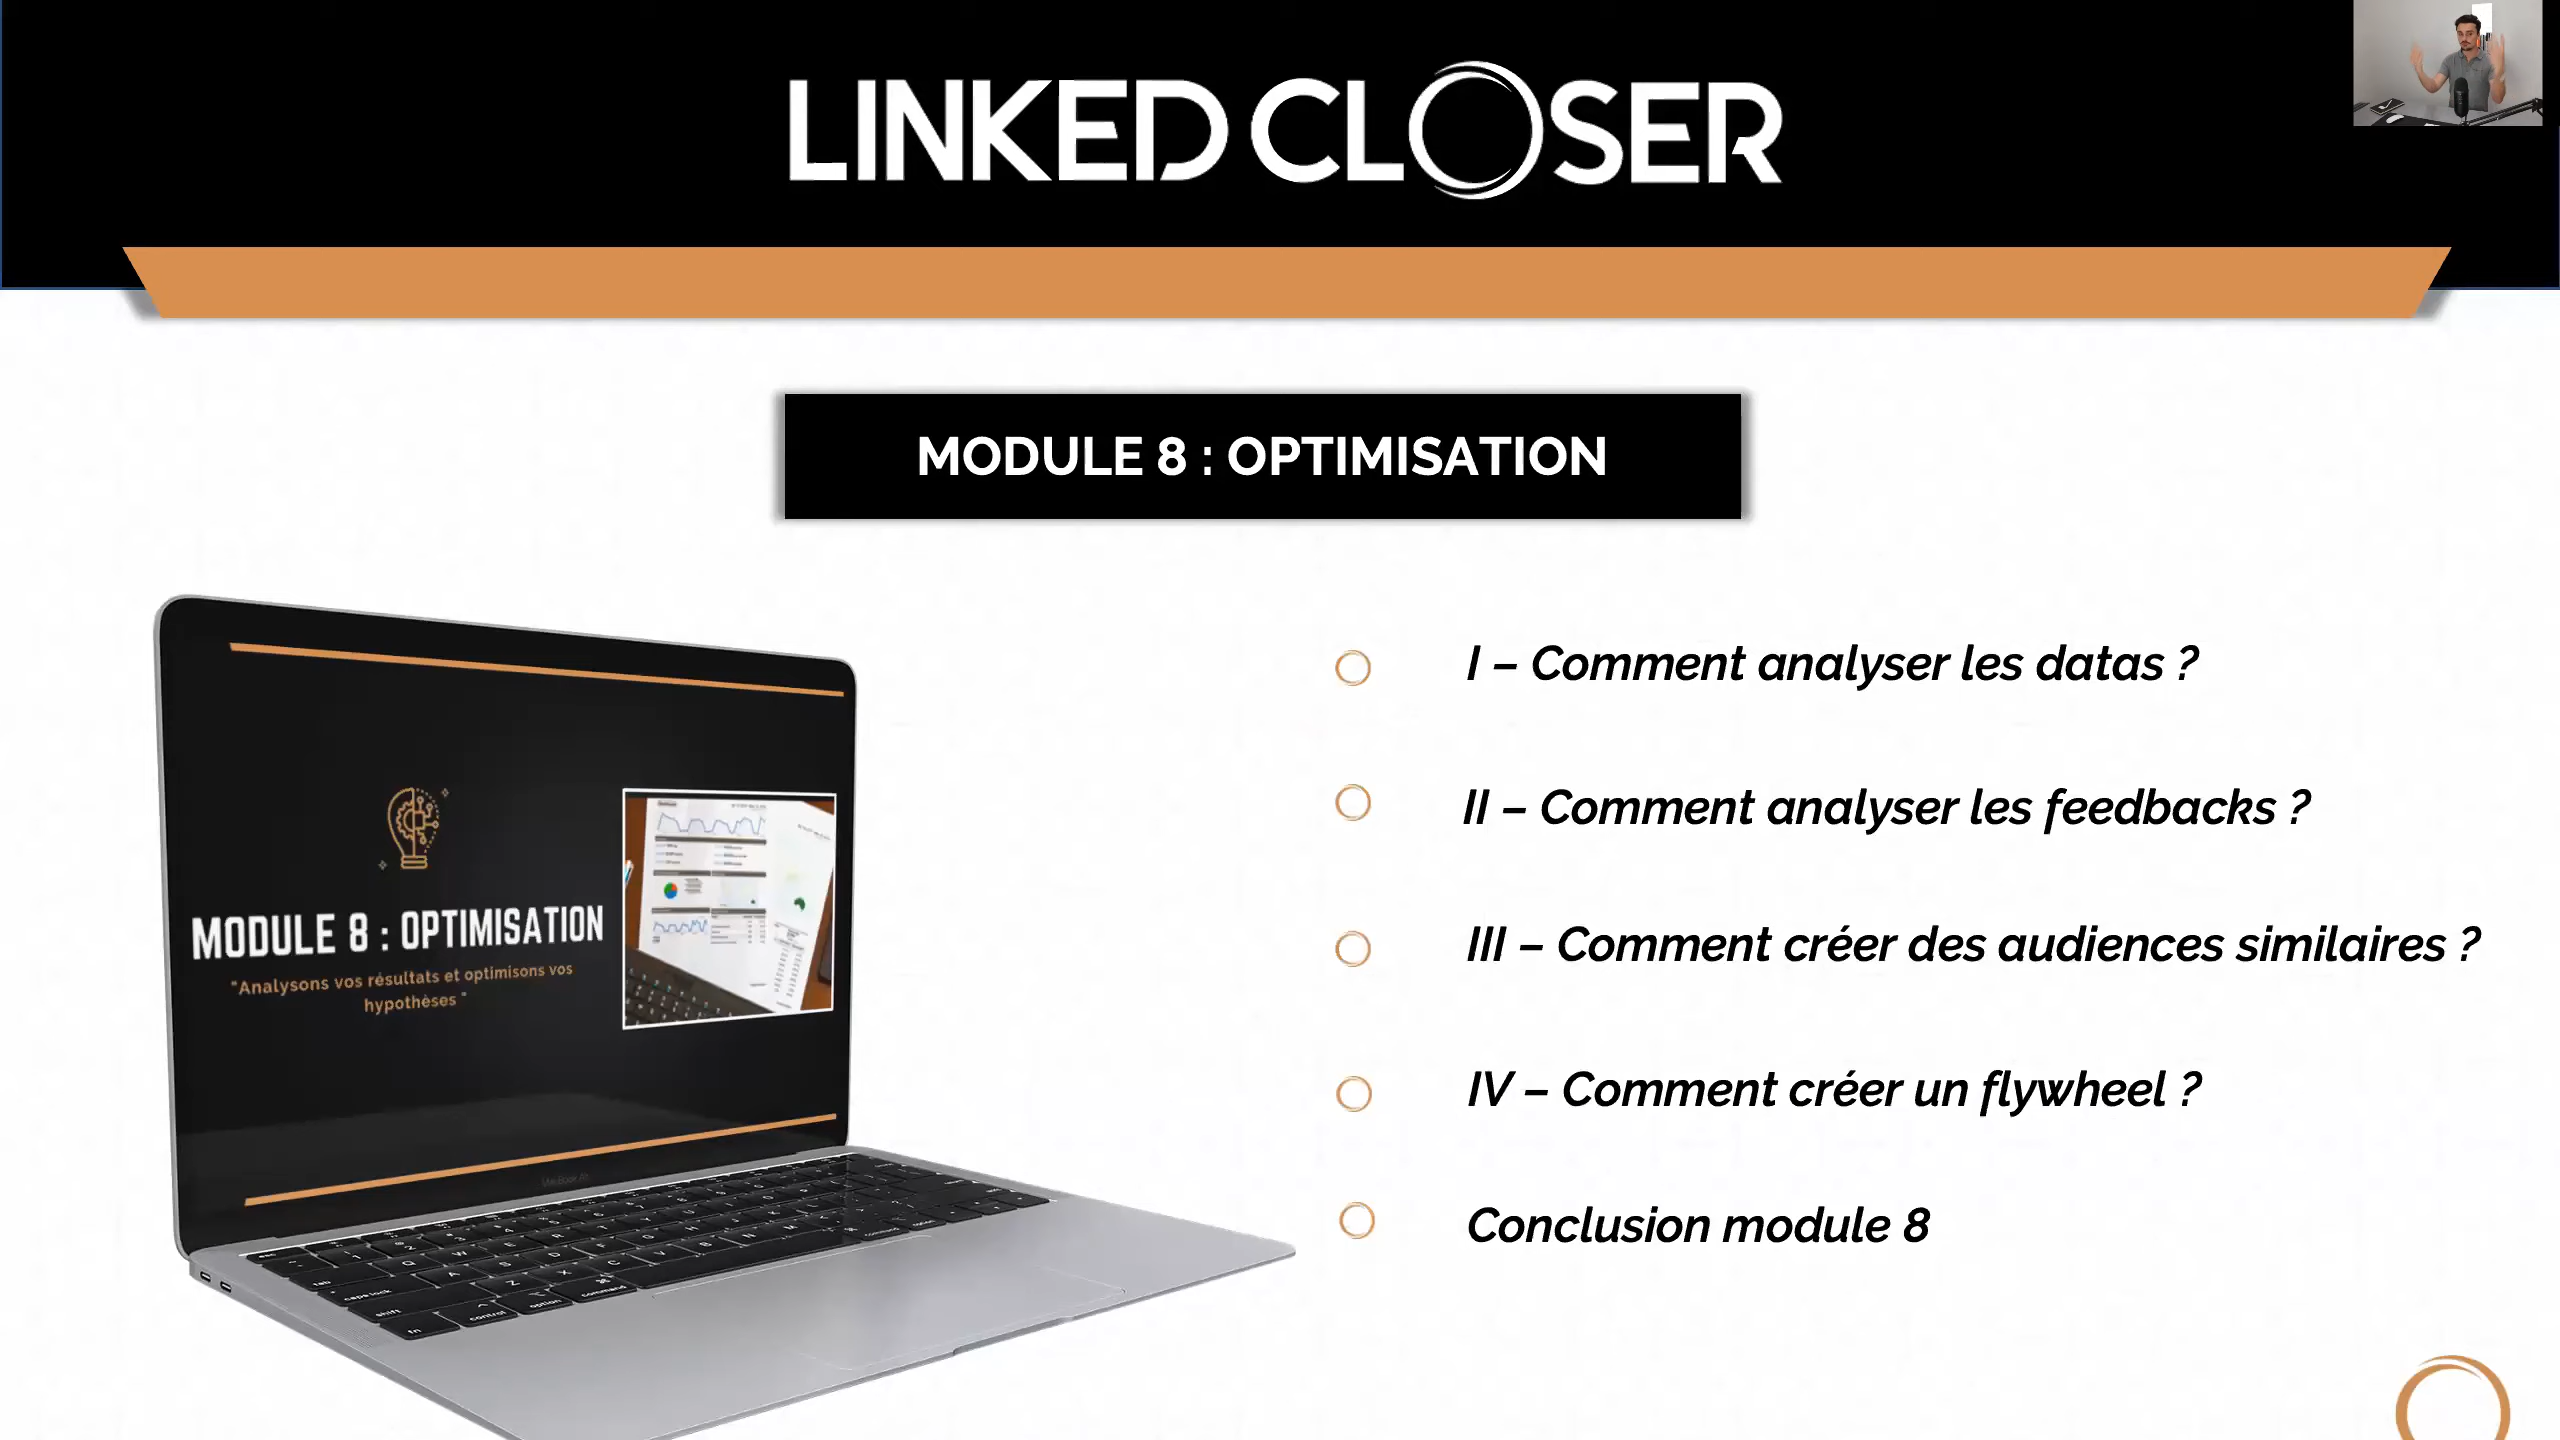 LINKED CLOSER
MODULE 8 : OPTIMISATION
I – Comment analyser les datas ?
II – Comment analyser les feedbacks ?
III – Comment créer des audiences similaires ?
IV – Comment créer un flywheel ?
Conclusion module 8
MODULE 8 : OPTIMISATION
"Analysons vos résultats et optimisons vos
hypothèses "